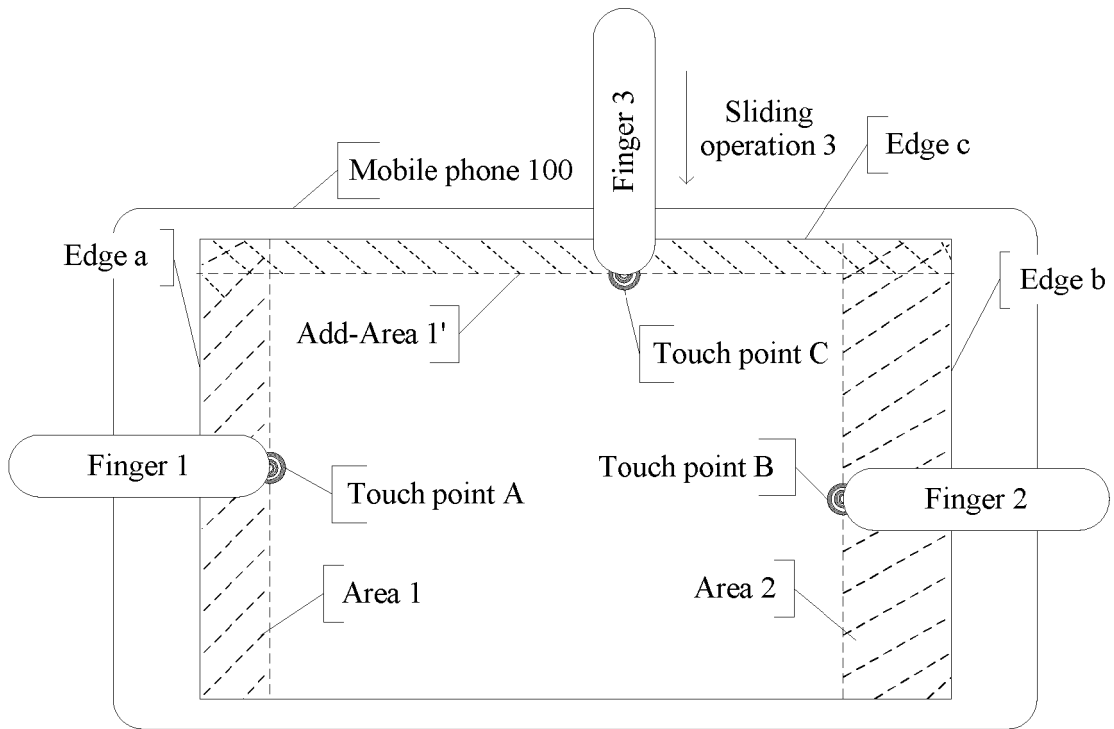 Finger 3
Sliding
operation 3
Edge c
Mobile phone 100
Edge a
Edge b
Add-Area 1'
Touch point C
Finger 1
Touch point B
Touch point A
Finger 2
Area 1
Area 2